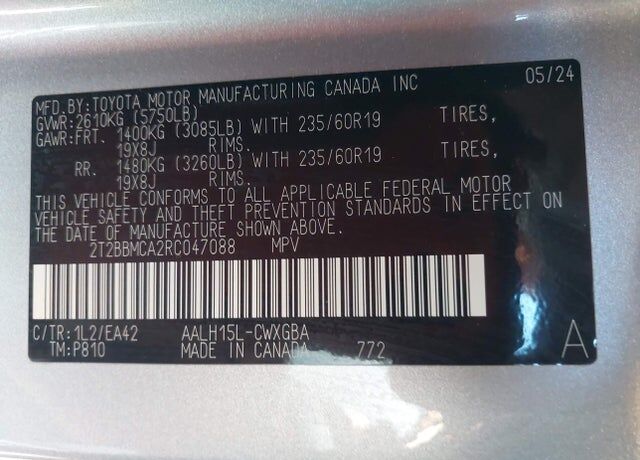 MFD.BY:TOYOTA MOTOR MANUFACTURING CANADA INC 05/24
GVWR:2610KG (5750LB)
GAWR:FRT. 1400KG (3085LB) WITH 235/60R19 TIRES,
19X8J RIMS.
RR. 1480KG (3260LB) WITH 235/60R19 TIRES,
19X8J RIMS.
THIS VEHICLE CONFORMS TO ALL APPLICABLE FEDERAL MOTOR
VEHICLE SAFETY AND THEFT PREVENTION STANDARDS IN EFFECT ON
THE DATE OF MANUFACTURE SHOWN ABOVE.
2T2BBMCA2RC047088 MPV
C/TR:1L2/EA42 AALH15L-CWXGBA
TM:P810 MADE IN CANADA 772 A